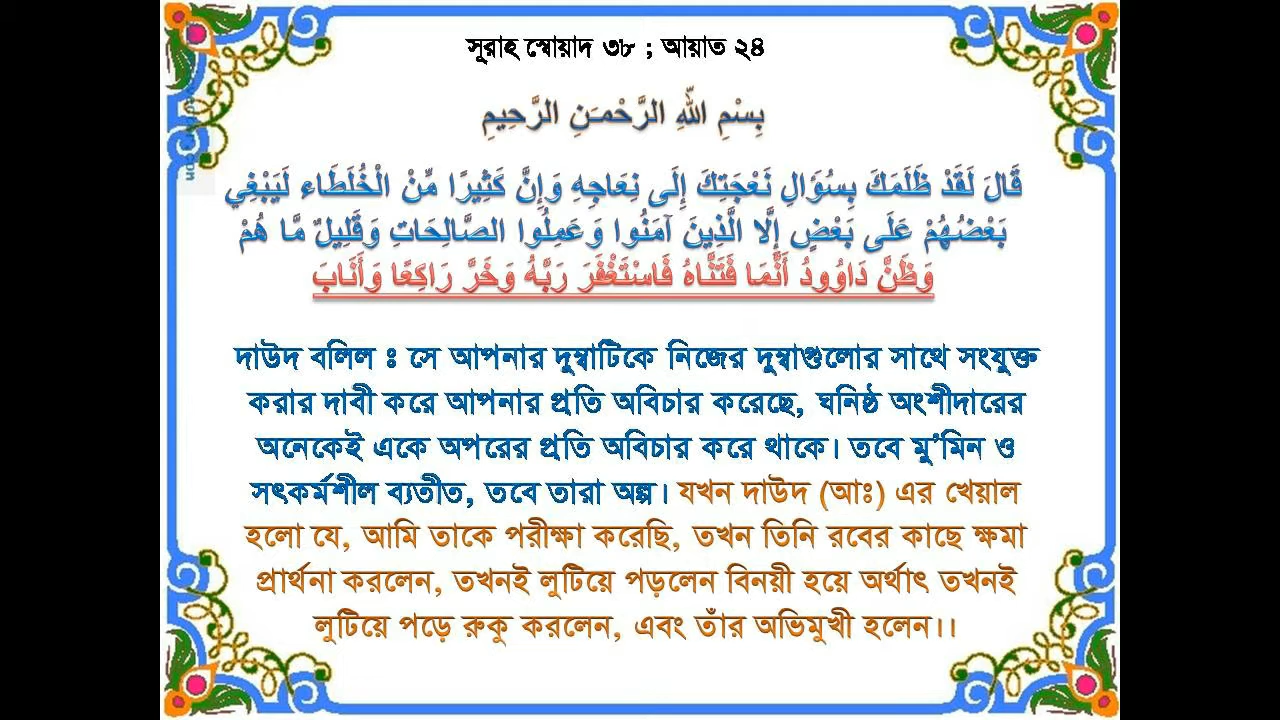 সূরাহ স্বোয়াদ ৩৮ ; আয়াত ২৪
بِسْمِ اللهِ الرَّحْمـَنِ الرَّحِيمِ
قَالَ لَقَدْ ظَلَمَكَ بِسُؤَالِ نَعْجَتِكَ إِلَى نِعَاجِهِ وَإِنَّ كَثِيرًا مِّنْ الْخُلَطَاء لَيَبْغِي
بَعْضُهُمْ عَلَى بَعْضٍ إِلَّا الَّذِينَ آمَنُوا وَعَمِلُوا الصَّالِحَاتِ وَقَلِيلٌ مَّا هُمْ
وَظَنَّ دَاوُودُ أَنَّمَا فَتَنَّاهُ فَاسْتَغْفَرَ رَبَّهُ وَخَرَّ رَاكِعًا وَأَنَابَ
দাউদ বলিল ঃ সে আপনার দুম্বাটিকে নিজের দুম্বাগুলোর সাথে সংযুক্ত
করার দাবী করে আপনার প্রতি অবিচার করেছে, ঘনিষ্ঠ অংশীদারের
অনেকেই একে অপরের প্রতি অবিচার করে থাকে। তবে মু’মিন ও
সৎকর্মশীল ব্যতীত, তবে তারা অল্প। যখন দাউদ (আঃ) এর খেয়াল
হলো যে, আমি তাকে পরীক্ষা করেছি, তখন তিনি রবের কাছে ক্ষমা
প্রার্থনা করলেন, তখনই লুটিয়ে পড়লেন বিনয়ী হয়ে অর্থাৎ তখনই
লুটিয়ে পড়ে রুকু করলেন, এবং তাঁর অভিমুখী হলেন।।